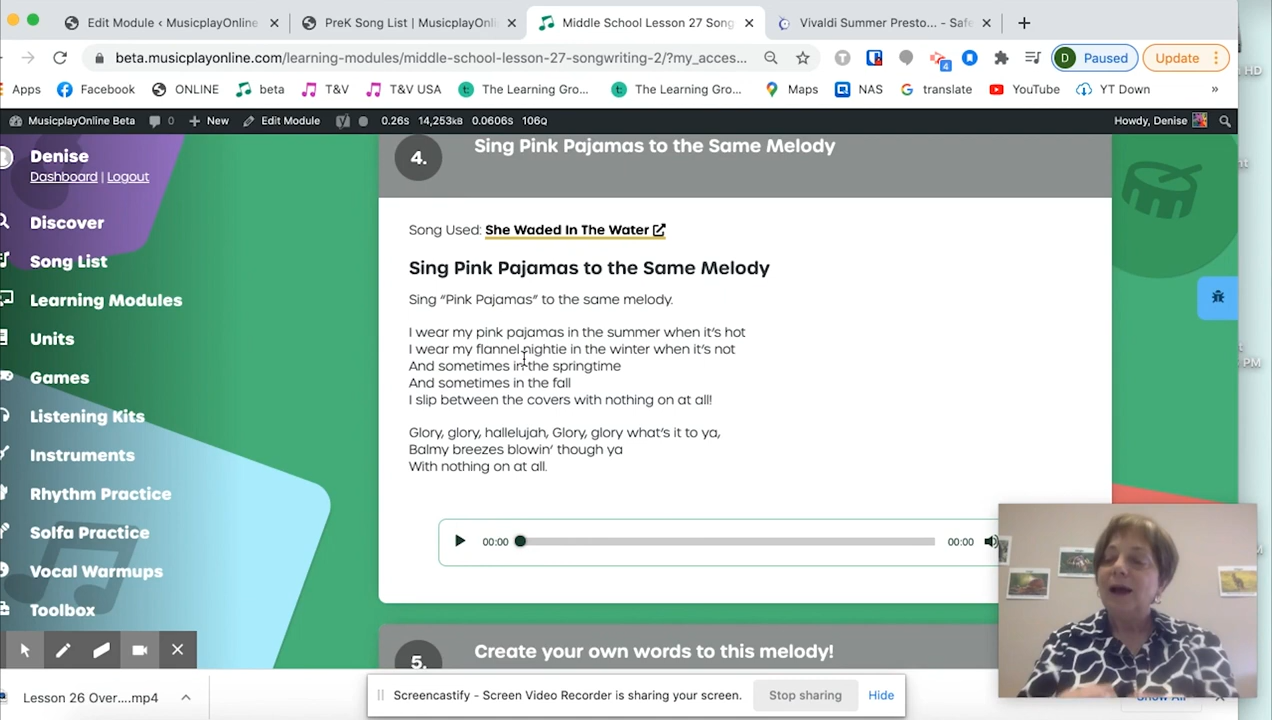 Edit Module ‹ MusicplayOnline
PreK Song List | MusicplayOnli
Middle School Lesson 27 Song
Vivaldi Summer Presto... - Safe
beta.musicplayonline.com/learning-modules/middle-school-lesson-27-songwriting-2/?my_acces...
4
D Paused
Update
Apps Facebook ONLINE beta T&V T&V USA The Learning Gro... The Learning Gro... Maps NAS translate YouTube YT Down »
MusicplayOnline Beta 0 New Edit Module 0.26s 14,253kB 0.0606s 106Q Howdy, Denise
Denise
Dashboard | Logout
Discover
Song List
Learning Modules
Units
Games
Listening Kits
Instruments
Rhythm Practice
Solfa Practice
Vocal Warmups
Toolbox
4. Sing Pink Pajamas to the Same Melody
Song Used: She Waded In The Water
Sing Pink Pajamas to the Same Melody
Sing “Pink Pajamas” to the same melody.
I wear my pink pajamas in the summer when it’s hot
I wear my flannel nightie in the winter when it’s not
And sometimes in the springtime
And sometimes in the fall
I slip between the covers with nothing on at all!
Glory, glory, hallelujah, Glory, glory what’s it to ya,
Balmy breezes blowin’ though ya
With nothing on at all.
00:00 00:00
5. Create your own words to this melody!
Lesson 26 Over....mp4
Screencastify - Screen Video Recorder is sharing your screen.
Stop sharing
Hide
HD
PM